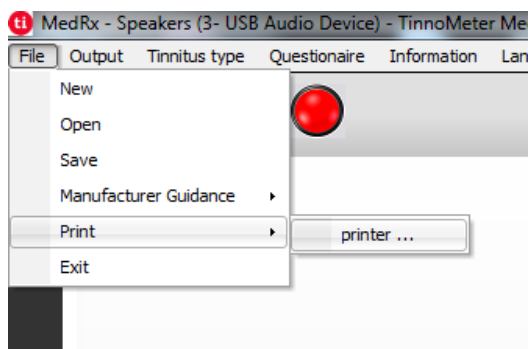 ti MedRx - Speakers (3- USB Audio Device) - TinnoMeter Me
File Output Tinnitus type Questionaire Information Lan
New
Open
Save
Manufacturer Guidance
Print printer ...
Exit